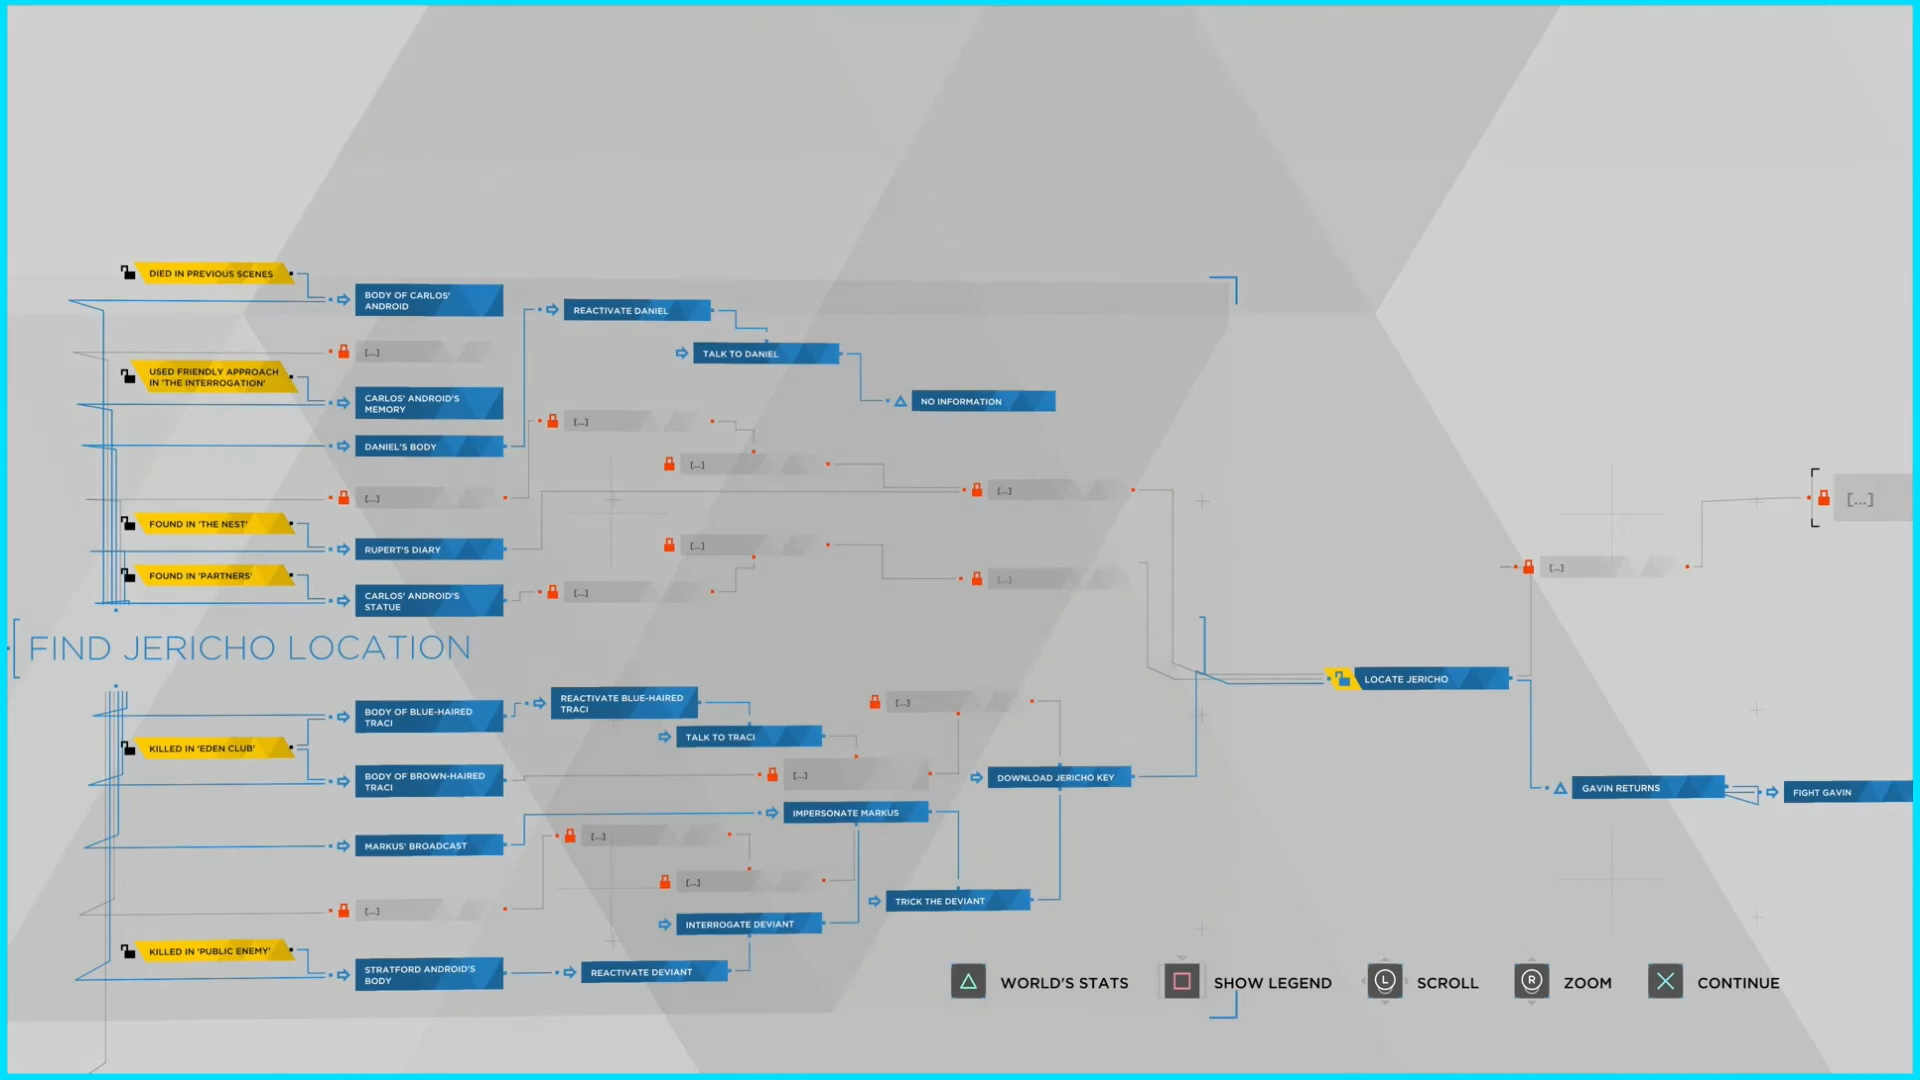 DIED IN PREVIOUS SCENES
BODY OF CARLOS'
ANDROID
REACTIVATE DANIEL
[...]
TALK TO DANIEL
USED FRIENDLY APPROACH
IN 'THE INTERROGATION'
CARLOS' ANDROID'S
MEMORY
NO INFORMATION
[...]
DANIEL'S BODY
[...]
[...]
[...]
[...]
FOUND IN 'THE NEST'
RUPERT'S DIARY
[...]
[...]
FOUND IN 'PARTNERS'
[...]
CARLOS' ANDROID'S
STATUE
[...]
[...]
FIND JERICHO LOCATION
LOCATE JERICHO
BODY OF BLUE-HAIRED
TRACI
REACTIVATE BLUE-HAIRED
TRACI
[...]
TALK TO TRACI
KILLED IN 'EDEN CLUB'
BODY OF BROWN-HAIRED
TRACI
[...]
DOWNLOAD JERICHO KEY
GAVIN RETURNS
FIGHT GAVIN
IMPERSONATE MARKUS
MARKUS' BROADCAST
[...]
[...]
TRICK THE DEVIANT
[...]
INTERROGATE DEVIANT
KILLED IN 'PUBLIC ENEMY'
STRATFORD ANDROID'S
BODY
REACTIVATE DEVIANT
WORLD'S STATS
SHOW LEGEND
L
SCROLL
R
ZOOM
CONTINUE